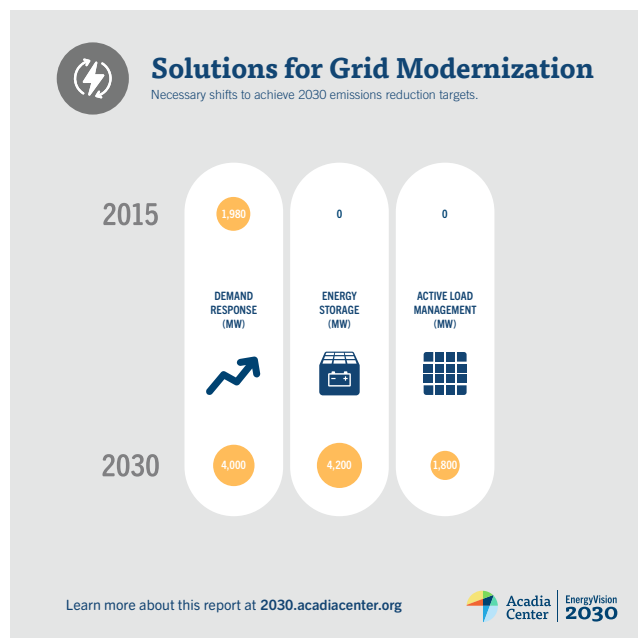 Solutions for Grid Modernization
Necessary shifts to achieve 2030 emissions reduction targets.
2015
1,980
0
0
DEMAND
RESPONSE
(MW)
ENERGY
STORAGE
(MW)
ACTIVE LOAD
MANAGEMENT
(MW)
2030
4,000
4,200
1,800
Learn more about this report at 2030.acadiacenter.org
Acadia
Center
EnergyVision
2030